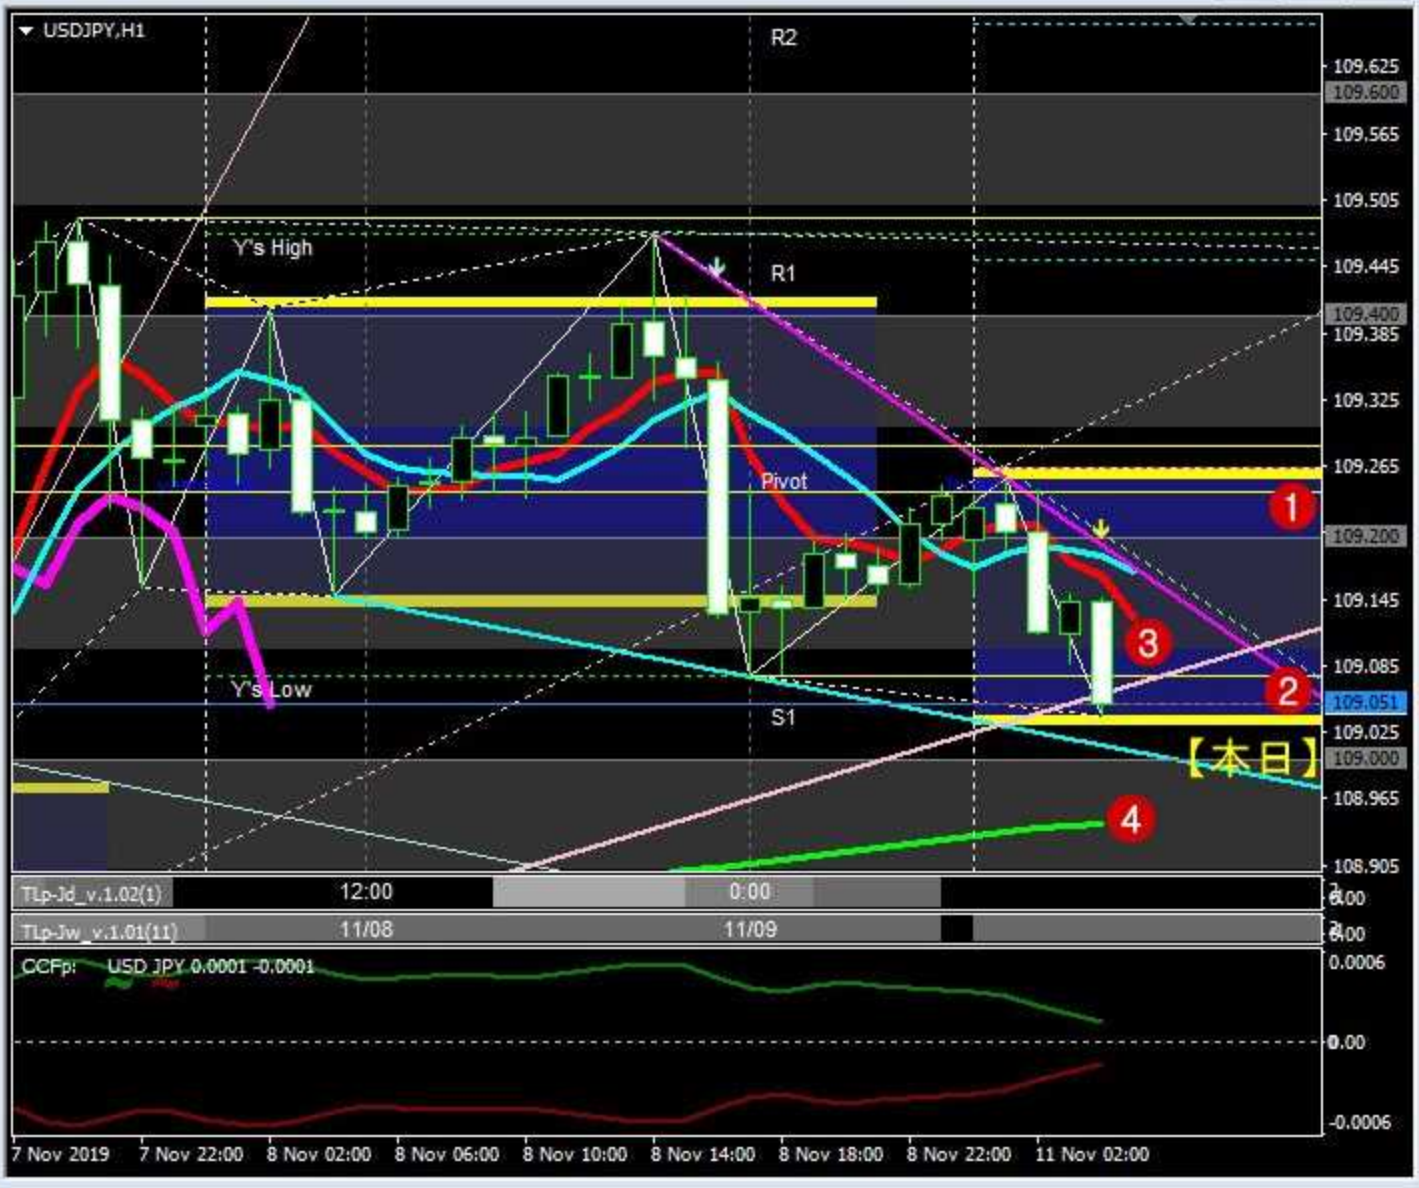 USDJPY,H1
R2
109.625
109.600
109.565
109.505
Y's High
R1
109.445
109.400
109.385
109.325
109.265
Pivot
1
109.200
109.145
3
109.085
Y's Low
2
109.051
S1
109.025
【本日】
109.000
108.965
4
108.905
TLp-Jd_v.1.02(1)
12:00
0:00
TLp-Jw_v.1.01(11)
11/08
11/09
CCFp: USD JPY 0.0001 -0.0001
0.0006
0.00
-0.0006
7 Nov 2019
7 Nov 22:00
8 Nov 02:00
8 Nov 06:00
8 Nov 10:00
8 Nov 14:00
8 Nov 18:00
8 Nov 22:00
11 Nov 02:00